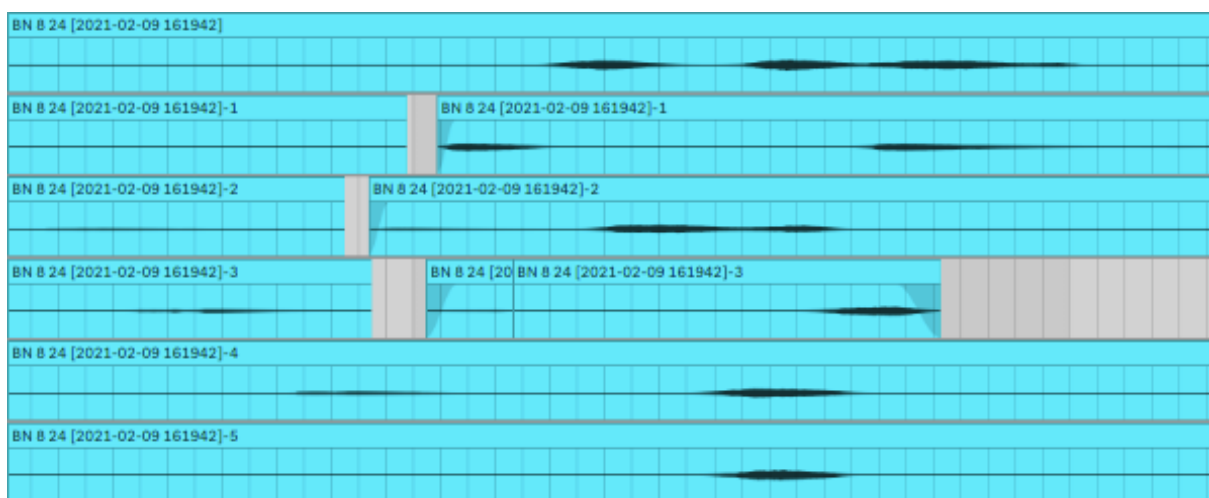 BN 8 24 [2021-02-09 161942]
BN 8 24 [2021-02-09 161942]-1 BN 8 24 [2021-02-09 161942]-1
BN 8 24 [2021-02-09 161942]-2 BN 8 24 [2021-02-09 161942]-2
BN 8 24 [2021-02-09 161942]-3 BN 8 24 [20 BN 8 24 [2021-02-09 161942]-3
BN 8 24 [2021-02-09 161942]-4
BN 8 24 [2021-02-09 161942]-5